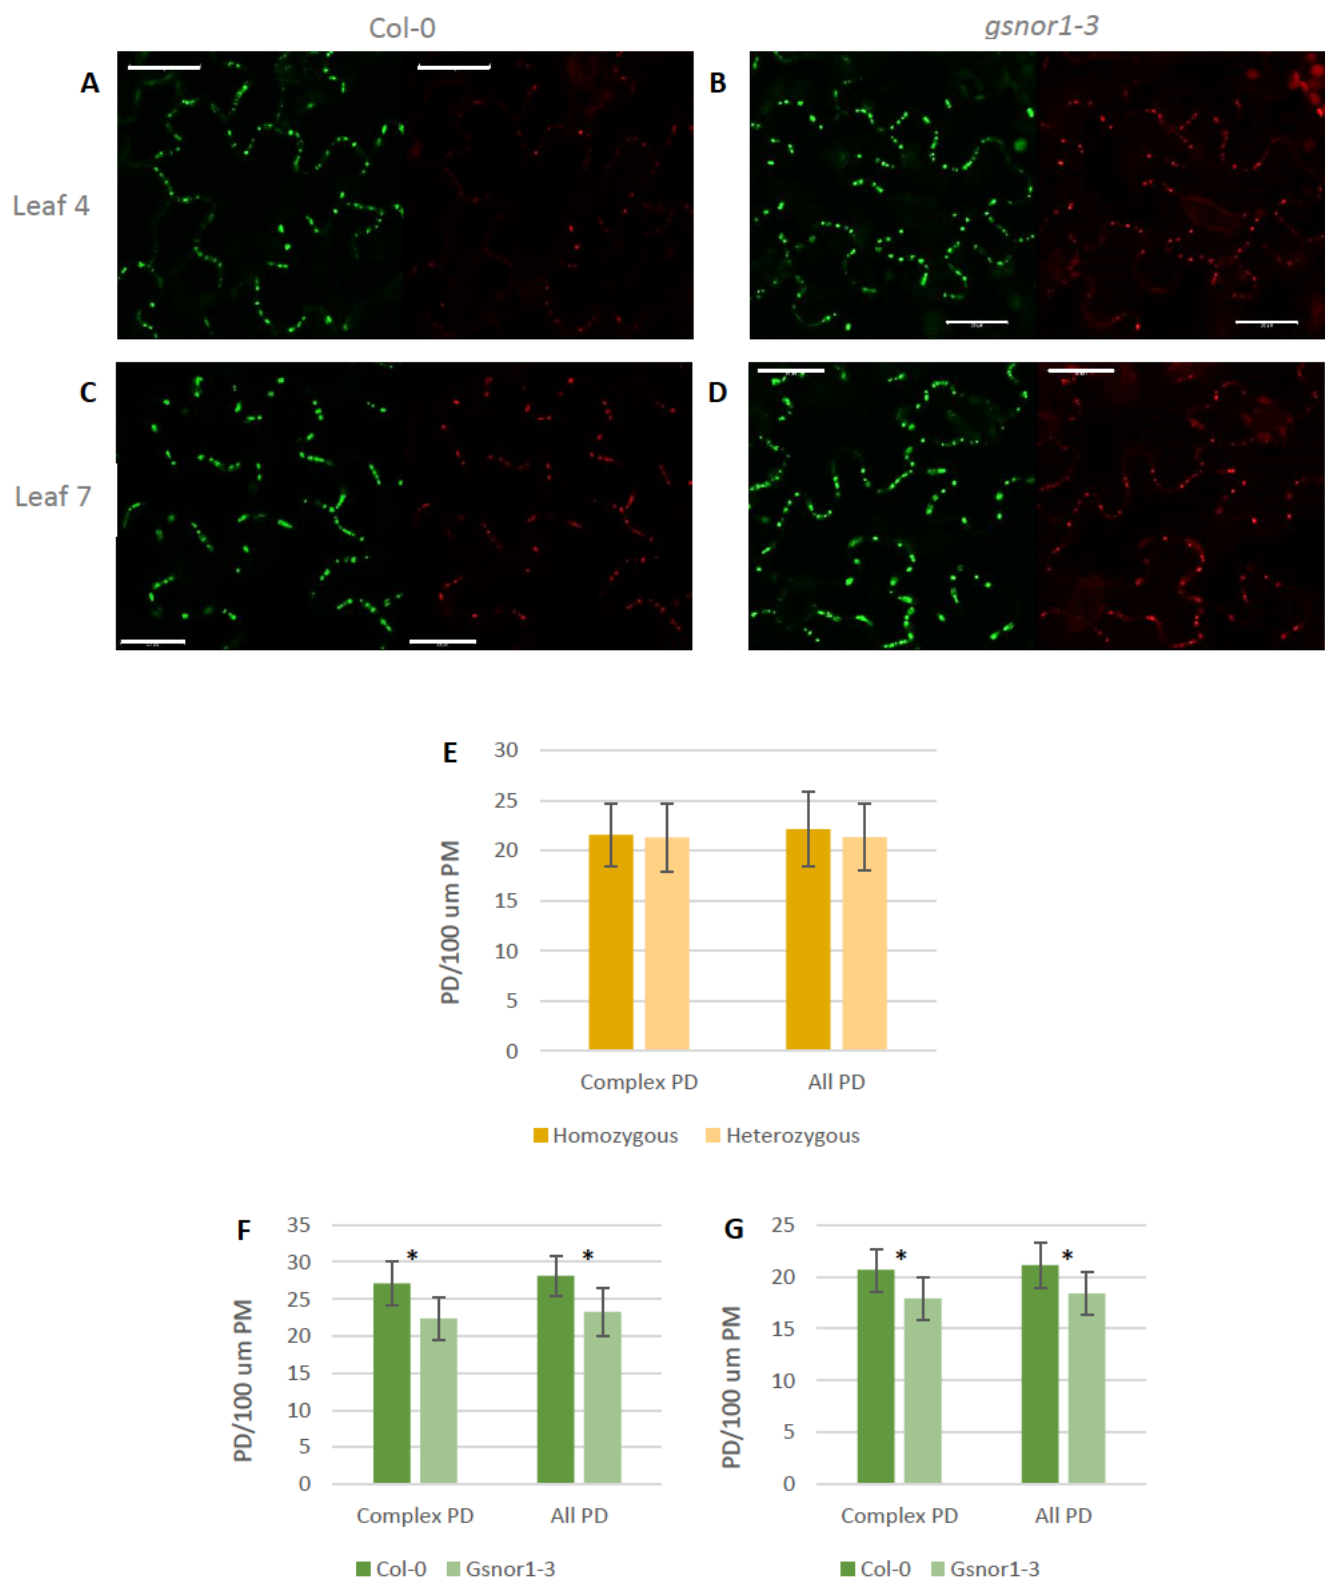 Col-0
gsnor1-3
A
B
Leaf 4
C
D
Leaf 7
E
30
25
20
15
10
5
0
PD/100 um PM
Complex PD
All PD
Homozygous
Heterozygous
F
35
30
25
20
15
10
5
0
PD/100 um PM
*
*
Complex PD
All PD
Col-0
Gsnor1-3
G
25
20
15
10
5
0
PD/100 um PM
*
*
Complex PD
All PD
Col-0
Gsnor1-3